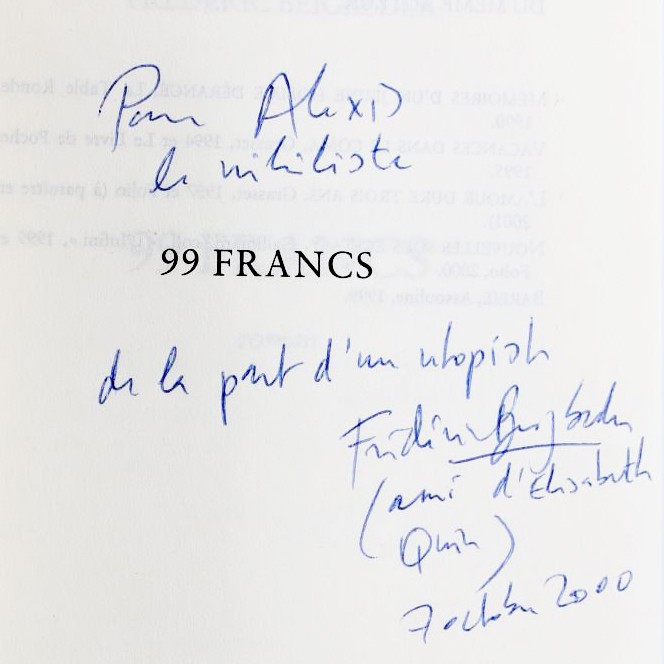 Pour Alexis
le nihiliste
99 FRANCS
de la part d'un utopiste
Frédéric Beigbeder
(ami d'Elisabeth
Quin)
7 octobre 2000